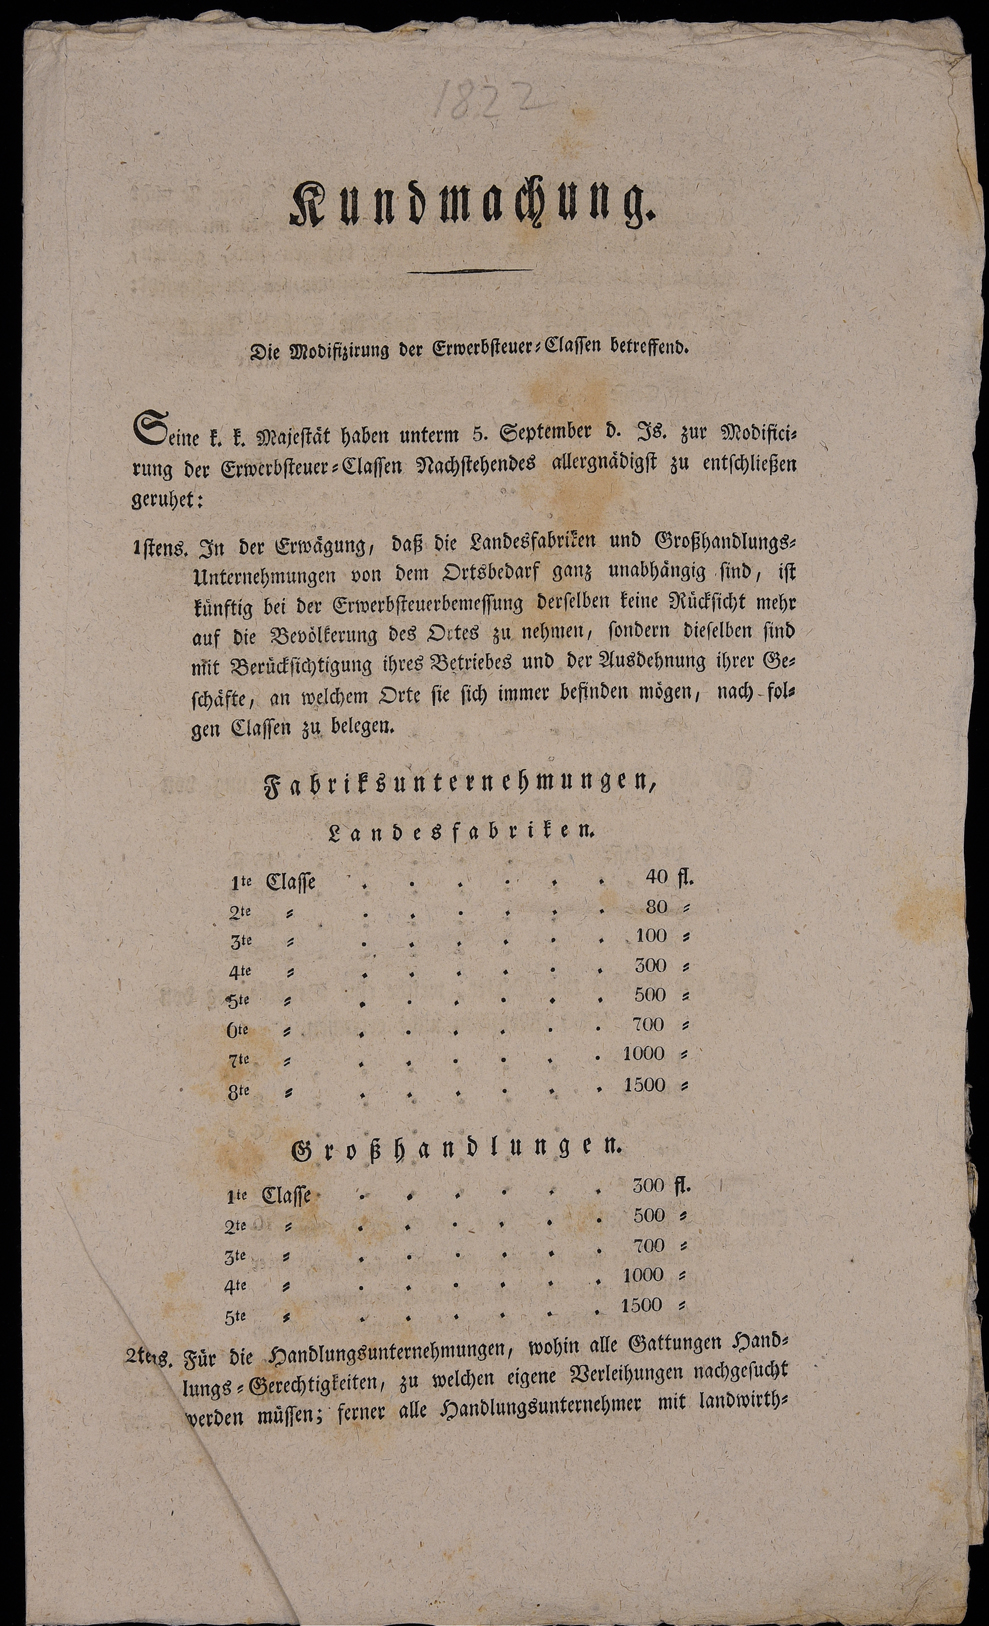 1822
Kundmachung.
Die Modifizirung der Erwerbsteuer-Classen betreffend.
Seine k. k. Majestät haben unterm 5. September d. Js. zur Modifici-
rung der Erwerbsteuer-Classen Nachstehendes allergnädigst zu entschließen
geruhet:
1stens. In der Erwägung, daß die Landesfabriken und Großhandlungs-
Unternehmungen von dem Ortsbedarf ganz unabhängig sind, ist
künftig bei der Erwerbsteuerbemessung derselben keine Rücksicht mehr
auf die Bevölkerung des Ortes zu nehmen, sondern dieselben sind
mit Berücksichtigung ihres Betriebes und der Ausdehnung ihrer Ge-
schäfte, an welchem Orte sie sich immer befinden mögen, nach fol-
gen Classen zu belegen.
Fabriksunternehmungen,
Landesfabriken.
1te Classe . . . . . . 40 fl.
2te " . . . . . . 80 "
3te " . . . . . . 100 "
4te " . . . . . . 300 "
5te " . . . . . . 500 "
6te " . . . . . . 700 "
7te " . . . . . . 1000 "
8te " . . . . . . 1500 "
Großhandlungen.
1te Classe . . . . . . 300 fl.
2te " . . . . . . 500 "
3te " . . . . . . 700 "
4te " . . . . . . 1000 "
5te " . . . . . . 1500 "
2tens. Für die Handlungsunternehmungen, wohin alle Gattungen Hand-
lungs-Gerechtigkeiten, zu welchen eigene Verleihungen nachgesucht
werden müssen; ferner alle Handlungsunternehmer mit landwirth-